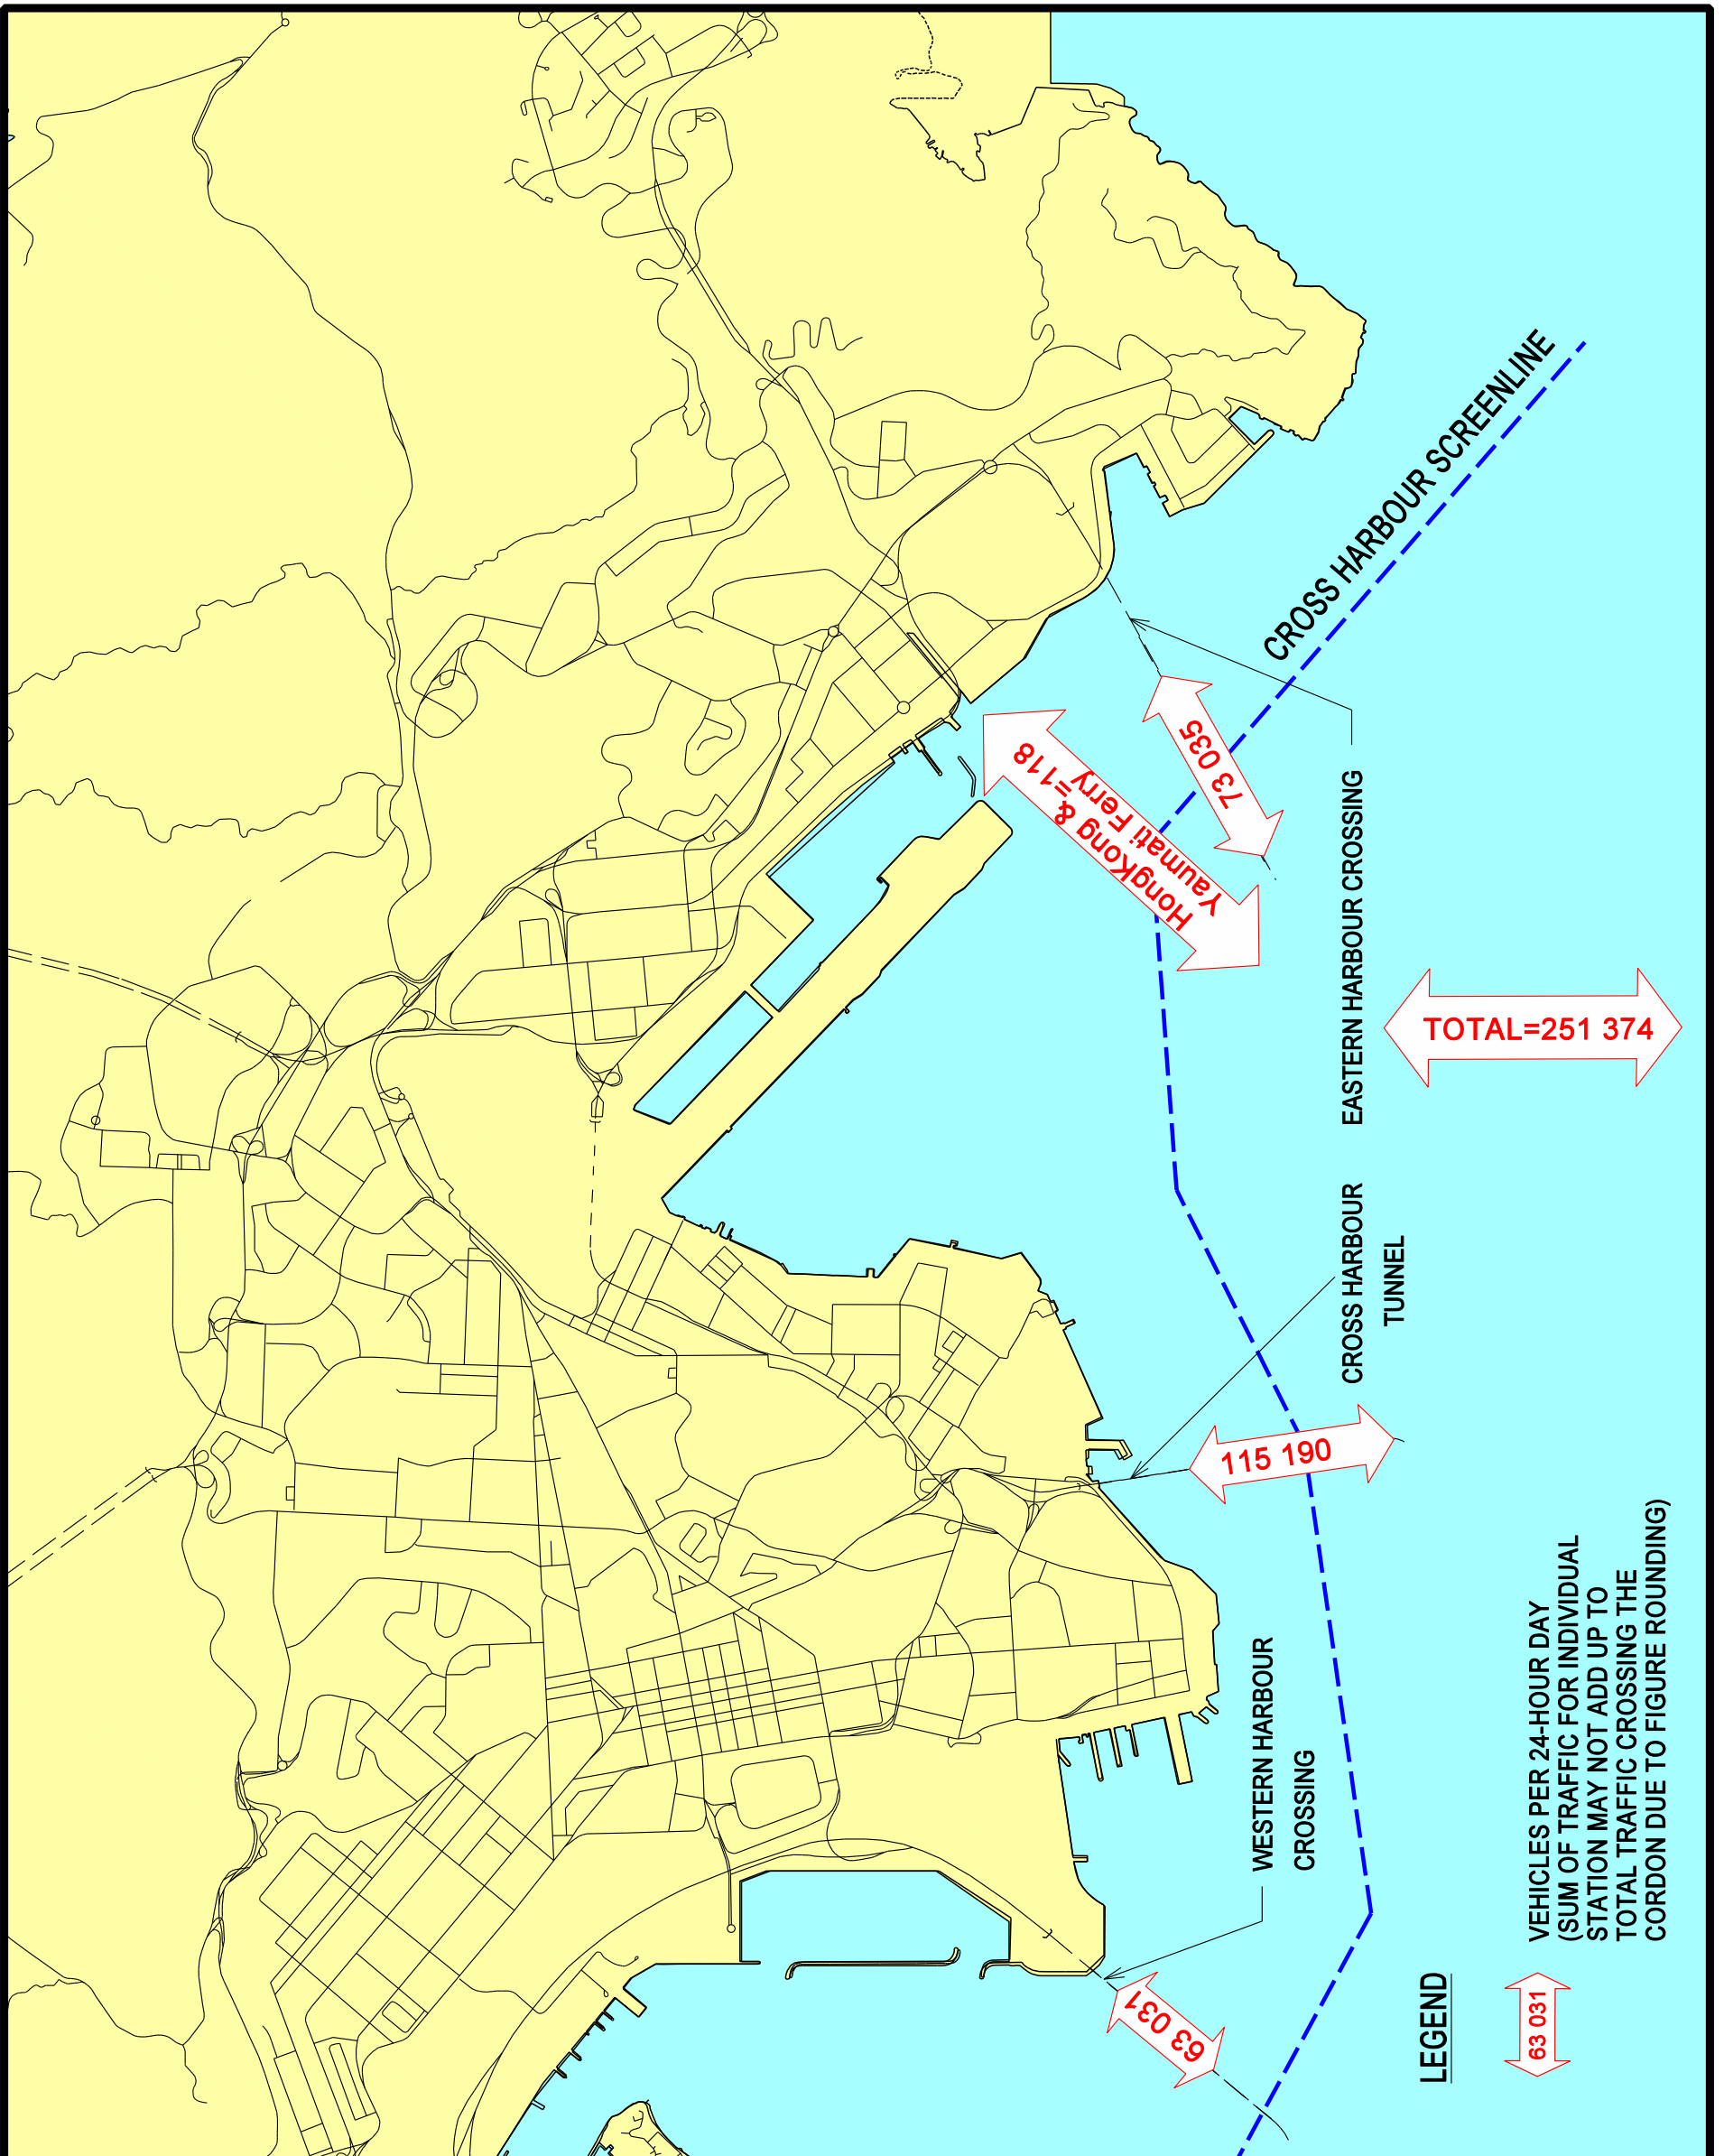 CROSS HARBOUR SCREENLINE
73 035
HongKong & =118
Yaumati Ferry
EASTERN HARBOUR CROSSING
TOTAL=251 374
CROSS HARBOUR
TUNNEL
115 190
WESTERN HARBOUR
CROSSING
63 031
LEGEND
63 031
VEHICLES PER 24-HOUR DAY
(SUM OF TRAFFIC FOR INDIVIDUAL
STATION MAY NOT ADD UP TO
TOTAL TRAFFIC CROSSING THE
CORDON DUE TO FIGURE ROUNDING)